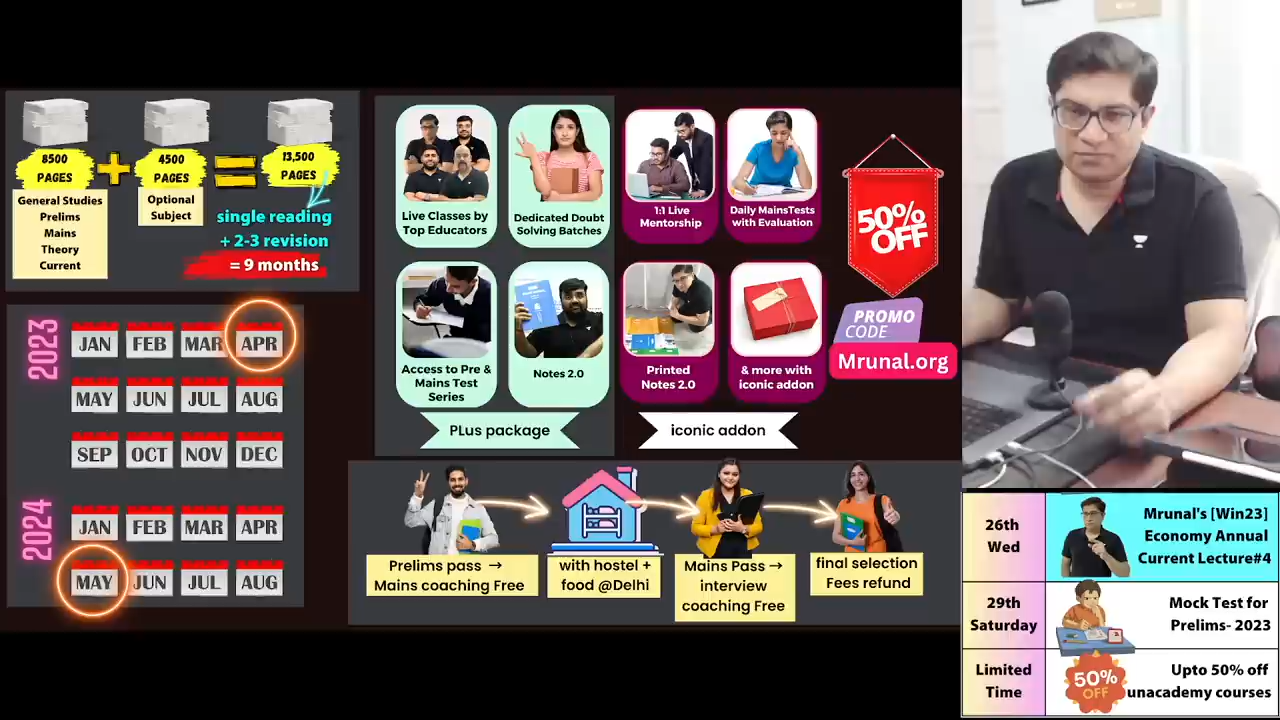 8500
PAGES
4500
PAGES
13,500
PAGES
General Studies
Prelims
Mains
Theory
Current
Optional
Subject
single reading
+ 2-3 revision
= 9 months
2023
JAN FEB MAR APR
MAY JUN JUL AUG
SEP OCT NOV DEC
2024
JAN FEB MAR APR
MAY JUN JUL AUG
Live Classes by
Top Educators
Dedicated Doubt
Solving Batches
Access to Pre &
Mains Test
Series
Notes 2.0
PLus package
1:1 Live
Mentorship
Daily MainsTests
with Evaluation
Printed
Notes 2.0
& more with
iconic addon
iconic addon
50%
OFF
PROMO
CODE
Mrunal.org
Prelims pass →
Mains coaching Free
with hostel +
food @Delhi
Mains Pass →
interview
coaching Free
final selection
Fees refund
26th
Wed
Mrunal's [Win23]
Economy Annual
Current Lecture#4
29th
Saturday
Mock Test for
Prelims- 2023
Limited
Time
50%
OFF
Upto 50% off
unacademy courses